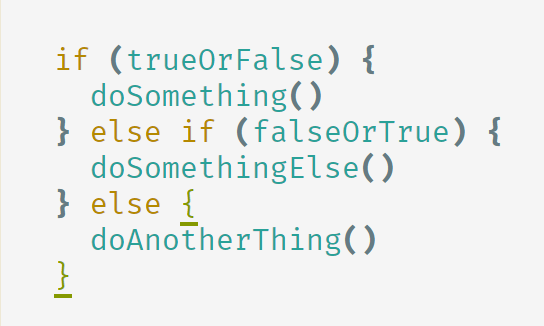 if (trueOrFalse) {
  doSomething()
} else if (falseOrTrue) {
  doSomethingElse()
} else {
  doAnotherThing()
}